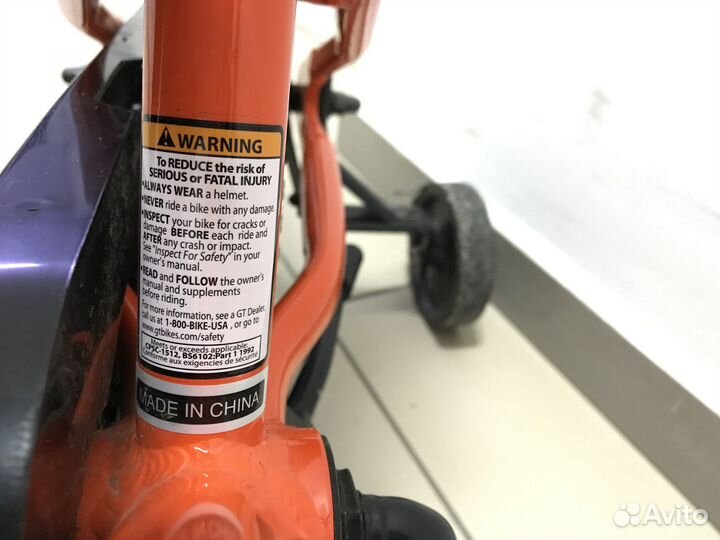 WARNING
To REDUCE the risk of
SERIOUS or FATAL INJURY
•ALWAYS WEAR a helmet.
•NEVER ride a bike with any damage.
•INSPECT your bike for cracks or
damage BEFORE each ride and
AFTER any crash or impact.
See "Inspect For Safety" in your
owner's manual.
•READ and FOLLOW the owner's
manual and supplements
before riding.
For more information, see a GT Dealer,
call us at 1-800-BIKE-USA , or go to
www.gtbikes.com/safety
Meets or exceeds applicable:
CPSC-1512, BS6102:Part 1 1992
Conforme aux exigencies de sécurité
MADE IN CHINA
Avito